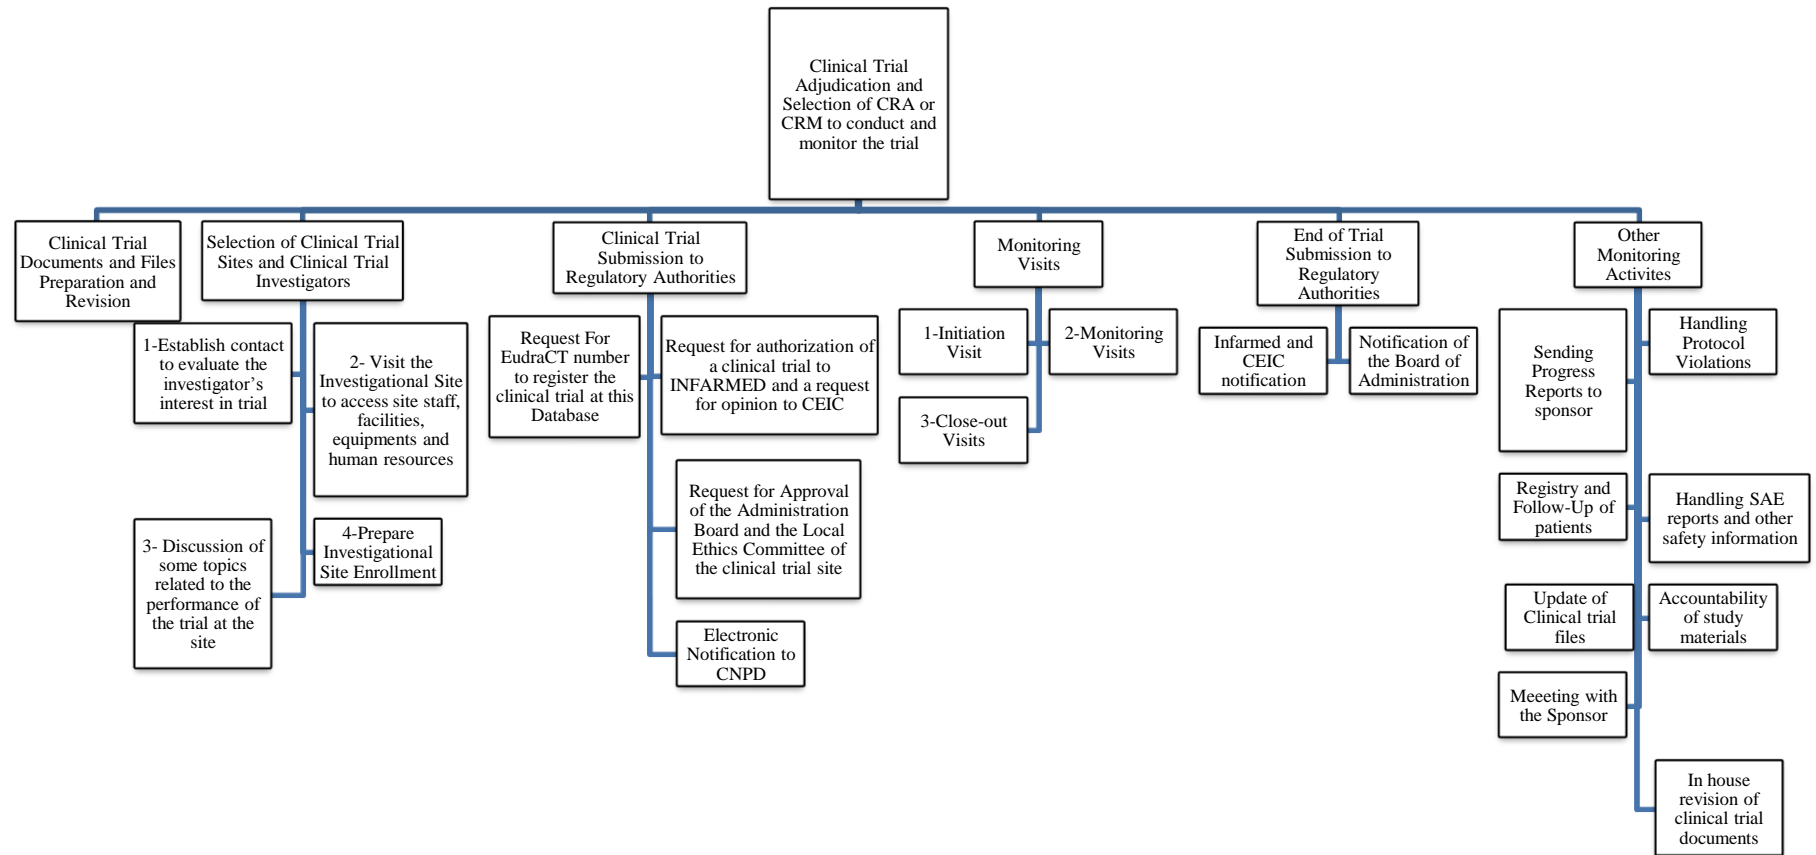 Clinical Trial
Adjudication and
Selection of CRA or
CRM to conduct and
monitor the trial
Clinical Trial
Documents and Files
Preparation and
Revision
Selection of Clinical Trial
Sites and Clinical Trial
Investigators
1-Establish contact
to evaluate the
investigator’s
interest in trial
2- Visit the
Investigational Site
to access site staff,
facilities,
equipments and
human resources
3- Discussion of
some topics
related to the
performance of
the trial at the
site
4-Prepare
Investigational
Site Enrollment
Clinical Trial
Submission to
Regulatory Authorities
Request For
EudraCT number
to register the
clinical trial at this
Database
Request for authorization of
a clinical trial to
INFARMED and a request
for opinion to CEIC
Request for Approval
of the Administration
Board and the Local
Ethics Committee of
the clinical trial site
Electronic
Notification to
CNPD
Monitoring
Visits
1-Initiation
Visit
2-Monitoring
Visits
3-Close-out
Visits
End of Trial
Submission to
Regulatory
Authorities
Infarmed and
CEIC
notification
Notification of
the Board of
Administration
Other
Monitoring
Activites
Sending
Progress
Reports to
sponsor
Handling
Protocol
Violations
Registry and
Follow-Up of
patients
Handling SAE
reports and other
safety information
Update of
Clinical trial
files
Accountability
of study
materials
Meeeting with
the Sponsor
In house
revision of
clinical trial
documents